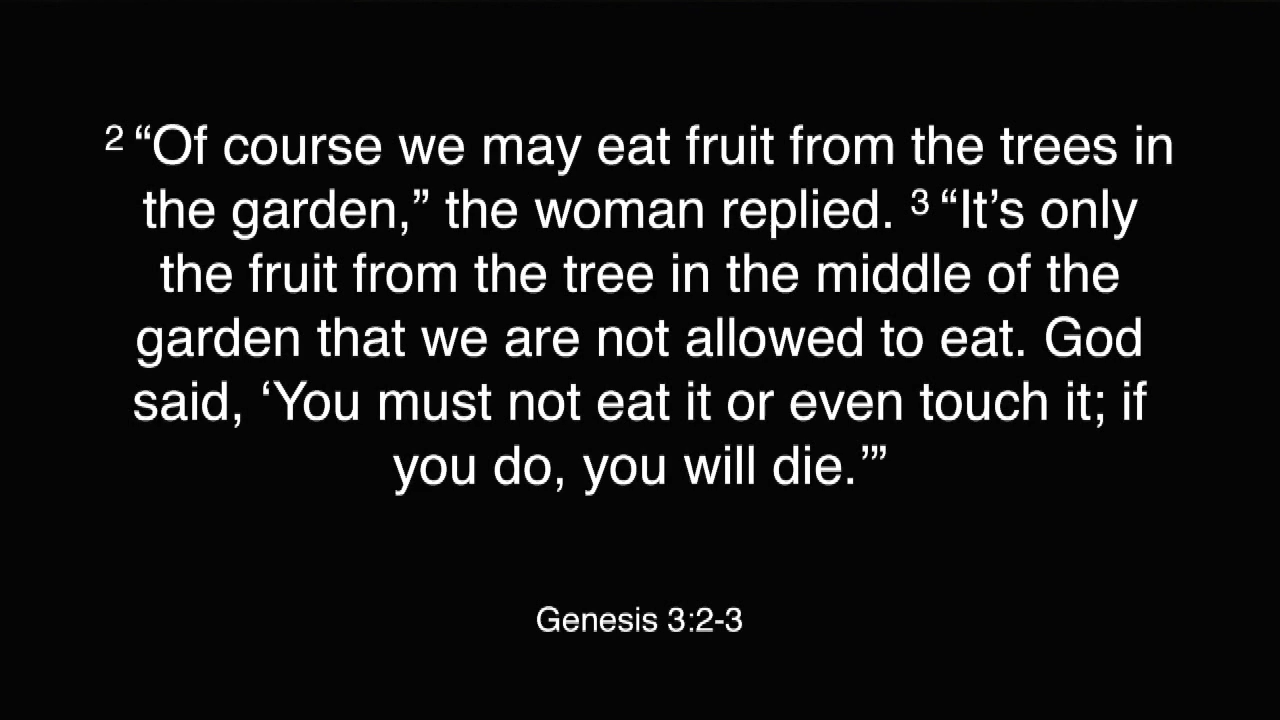 ² “Of course we may eat fruit from the trees in
the garden,” the woman replied. ³ “It’s only
the fruit from the tree in the middle of the
garden that we are not allowed to eat. God
said, ‘You must not eat it or even touch it; if
you do, you will die.’”
Genesis 3:2-3